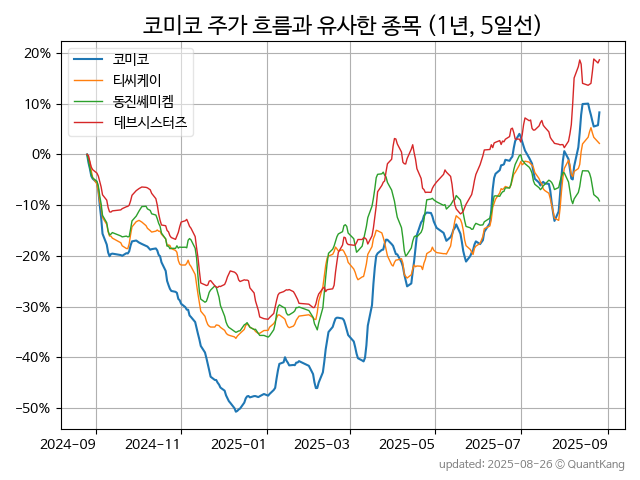 코미코 주가 흐름과 유사한 종목 (1년, 5일선)
코미코
티씨케이
동진쎄미켐
데브시스터즈
20%
10%
0%
−10%
−20%
−30%
−40%
−50%
2024-09
2024-11
2025-01
2025-03
2025-05
2025-07
2025-09
updated: 2025-08-26 © QuantKang